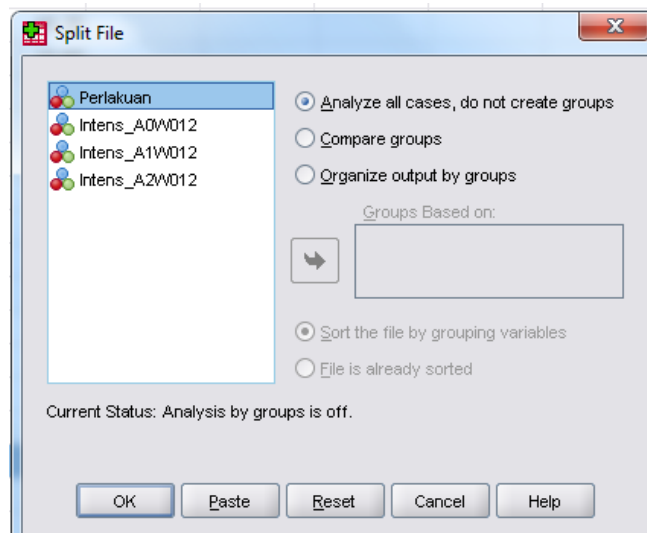 Split File
Perlakuan
Intens_A0W012
Intens_A1W012
Intens_A2W012
Analyze all cases, do not create groups
Compare groups
Organize output by groups
Groups Based on:
Sort the file by grouping variables
File is already sorted
Current Status: Analysis by groups is off.
OK
Paste
Reset
Cancel
Help